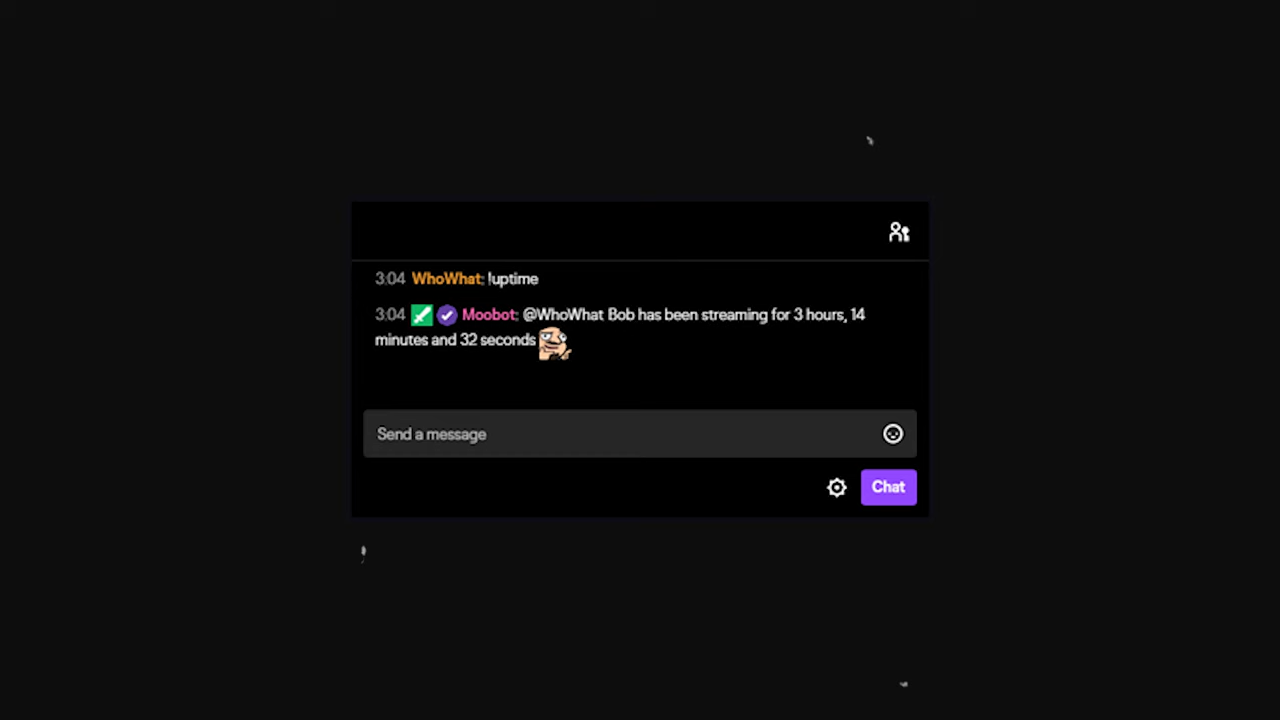 3:04 WhoWhat: !uptime
3:04 Moobot: @WhoWhat Bob has been streaming for 3 hours, 14
minutes and 32 seconds
Send a message
Chat